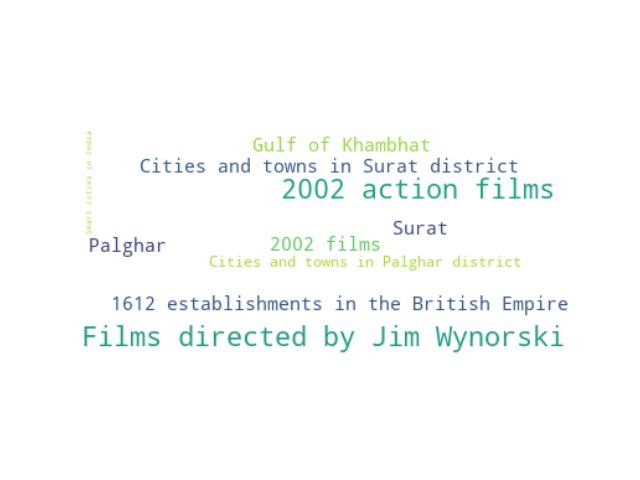 Smart cities in India
Gulf of Khambhat
Cities and towns in Surat district
2002 action films
Surat
Palghar
2002 films
Cities and towns in Palghar district
1612 establishments in the British Empire
Films directed by Jim Wynorski